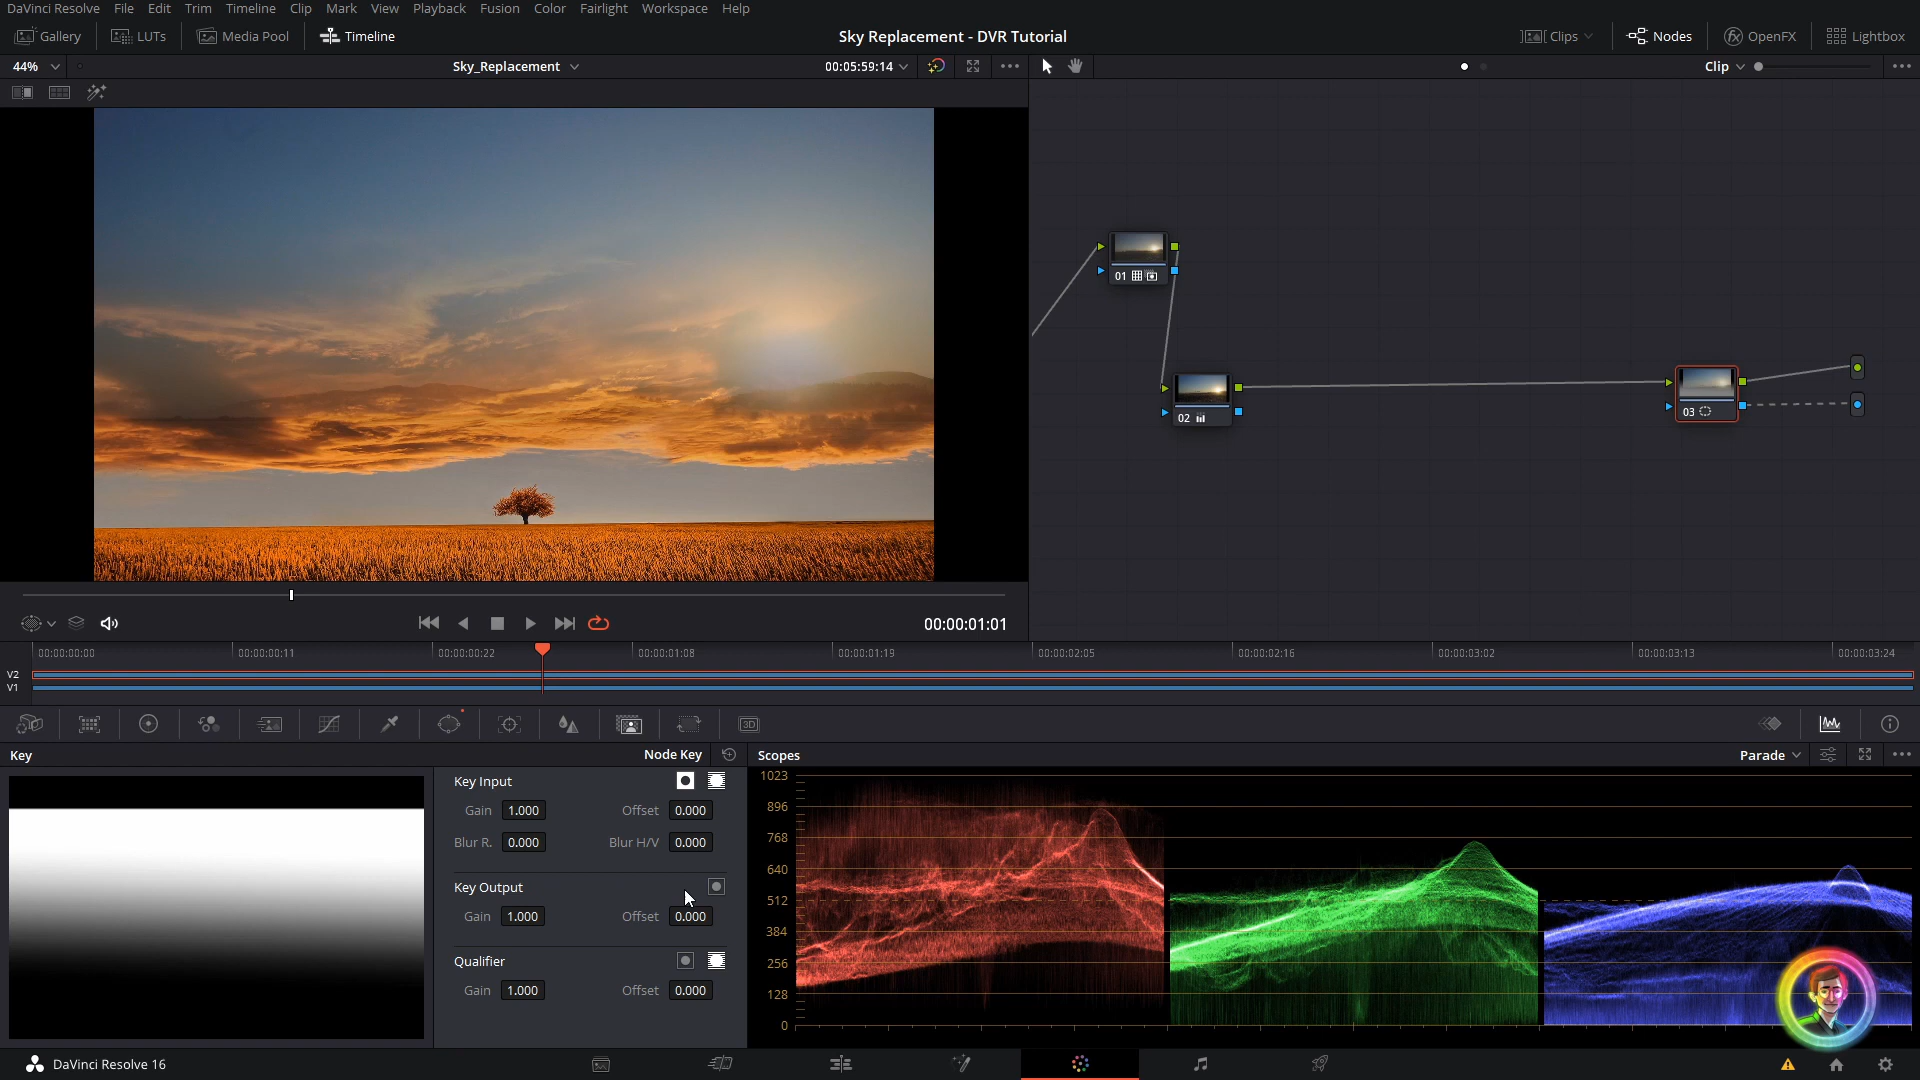 DaVinci Resolve File Edit Trim Timeline Clip Mark View Playback Fusion Color Fairlight Workspace Help
Gallery LUTs Media Pool Timeline Sky Replacement - DVR Tutorial Clips Nodes OpenFX Lightbox
44% Sky_Replacement 00:05:59:14 Clip
01
02
03
00:00:01:01
00:00:00:00 00:00:00:11 00:00:00:22 00:00:01:08 00:00:01:19 00:00:02:05 00:00:02:16 00:00:03:02 00:00:03:13 00:00:03:24
V2
V1
3D
Key Node Key Scopes Parade
Key Input
Gain 1.000 Offset 0.000
Blur R. 0.000 Blur H/V 0.000
Key Output
Gain 1.000 Offset 0.000
Qualifier
Gain 1.000 Offset 0.000
1023
896
768
640
512
384
256
128
0
DaVinci Resolve 16